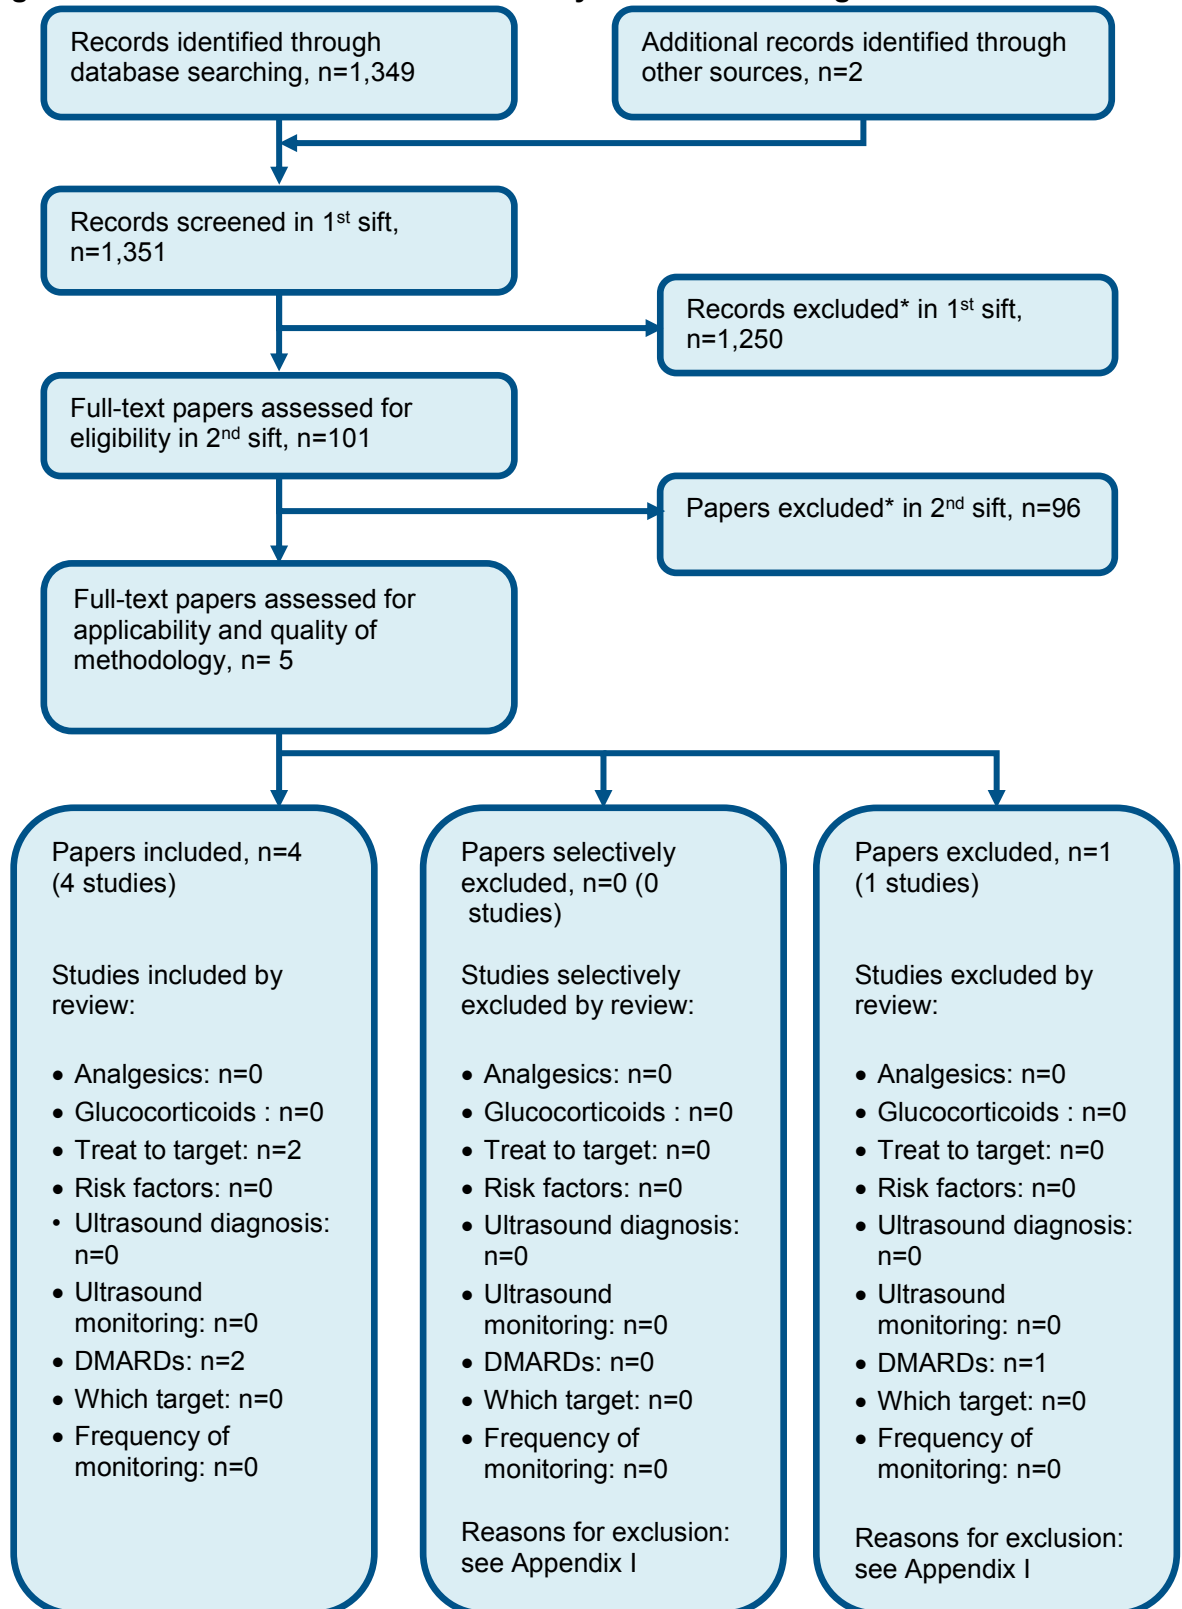 Records identified through
database searching, n=1,349
Additional records identified through
other sources, n=2
Records screened in 1st sift,
n=1,351
Records excluded* in 1st sift,
n=1,250
Full-text papers assessed for
eligibility in 2nd sift, n=101
Papers excluded* in 2nd sift, n=96
Full-text papers assessed for
applicability and quality of
methodology, n= 5
Papers included, n=4
(4 studies)
Studies included by
review:
• Analgesics: n=0
• Glucocorticoids : n=0
• Treat to target: n=2
• Risk factors: n=0
• Ultrasound diagnosis:
n=0
• Ultrasound
monitoring: n=0
• DMARDs: n=2
• Which target: n=0
• Frequency of
monitoring: n=0
Papers selectively
excluded, n=0 (0
studies)
Studies selectively
excluded by review:
• Analgesics: n=0
• Glucocorticoids : n=0
• Treat to target: n=0
• Risk factors: n=0
• Ultrasound diagnosis:
n=0
• Ultrasound
monitoring: n=0
• DMARDs: n=0
• Which target: n=0
• Frequency of
monitoring: n=0
Reasons for exclusion:
see Appendix I
Papers excluded, n=1
(1 studies)
Studies excluded by
review:
• Analgesics: n=0
• Glucocorticoids : n=0
• Treat to target: n=0
• Risk factors: n=0
• Ultrasound diagnosis:
n=0
• Ultrasound
monitoring: n=0
• DMARDs: n=1
• Which target: n=0
• Frequency of
monitoring: n=0
Reasons for exclusion:
see Appendix I